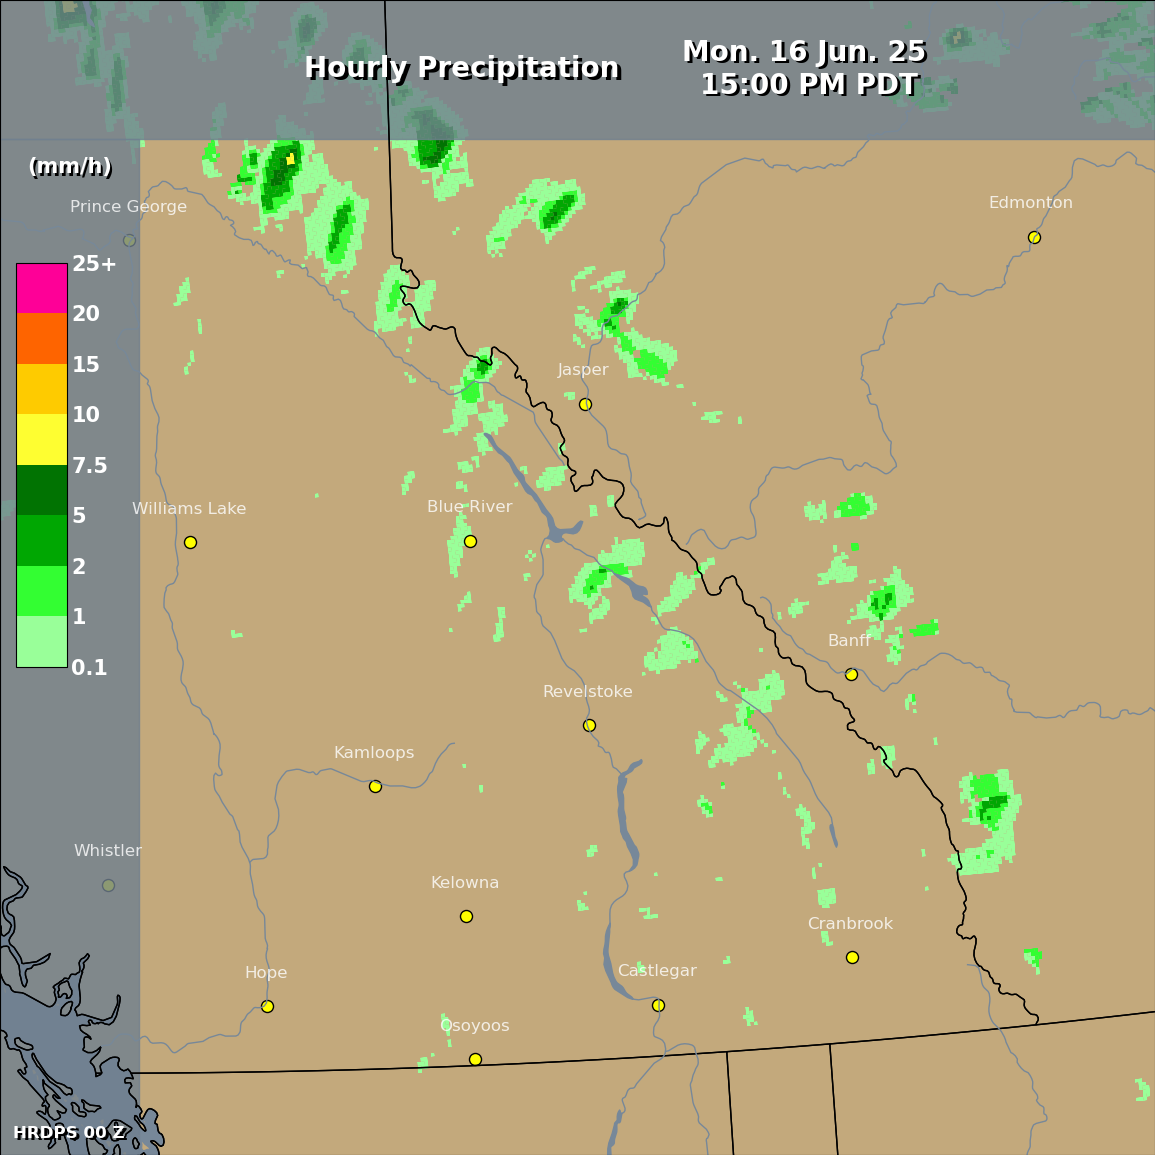 Hourly Precipitation
Mon. 16 Jun. 25
15:00 PM PDT
(mm/h)
Prince George
Edmonton
25+
20
15
10
7.5
5
2
1
0.1
Jasper
Williams Lake
Blue River
Banff
Revelstoke
Kamloops
Whistler
Kelowna
Cranbrook
Hope
Castlegar
Osoyoos
HRDPS 00 Z